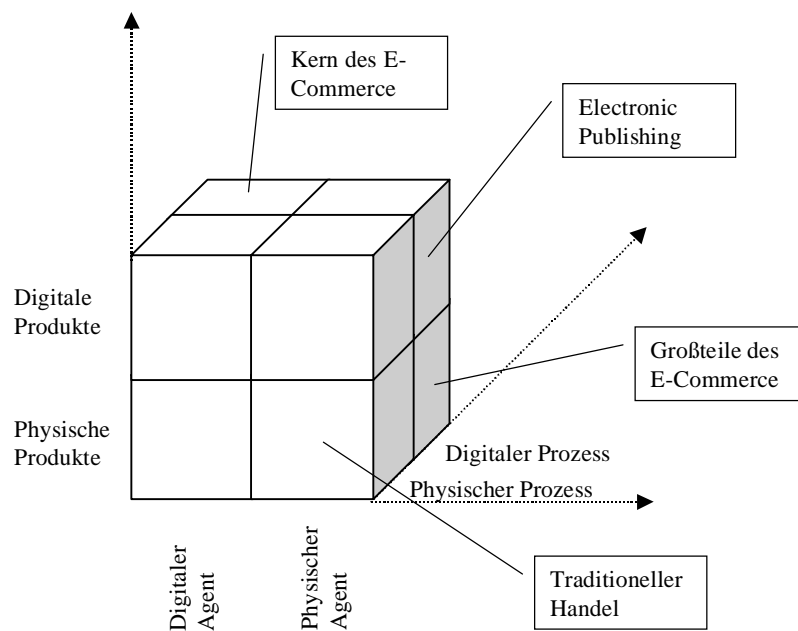 Kern des E-
Commerce
Electronic
Publishing
Digitale
Produkte
Großteile des
E-Commerce
Physische
Produkte
Digitaler Prozess
Physischer Prozess
Digitaler
Agent
Physischer
Agent
Traditioneller
Handel